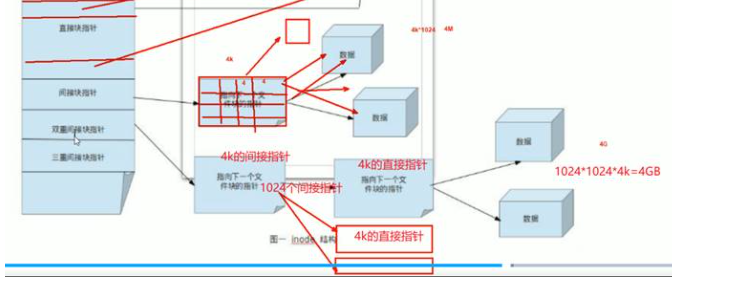 直接块指针
4k
4k*1024 4M
数据
4 4
间接块指针
指向下一个文
件块的指针
数据
双重间接块指针
数据
4G
4k的间接指针
4k的直接指针
1024*1024*4k=4GB
三重间接块指针
指向下一个文
件块的指针
1024个间接指针
指向下一个文
件块的指针
数据
图一 inode 结构
4k的直接指针